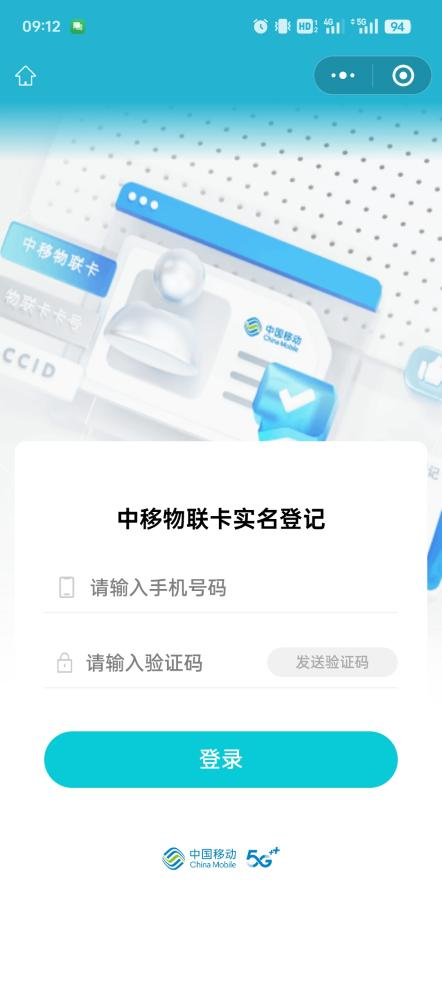 09:12
HD
4G
5G
94
中移物联卡
中国移动
China Mobile
物联卡卡号
CCID
记
中移物联卡实名登记
请输入手机号码
请输入验证码
发送验证码
登录
中国移动
China Mobile
5G++